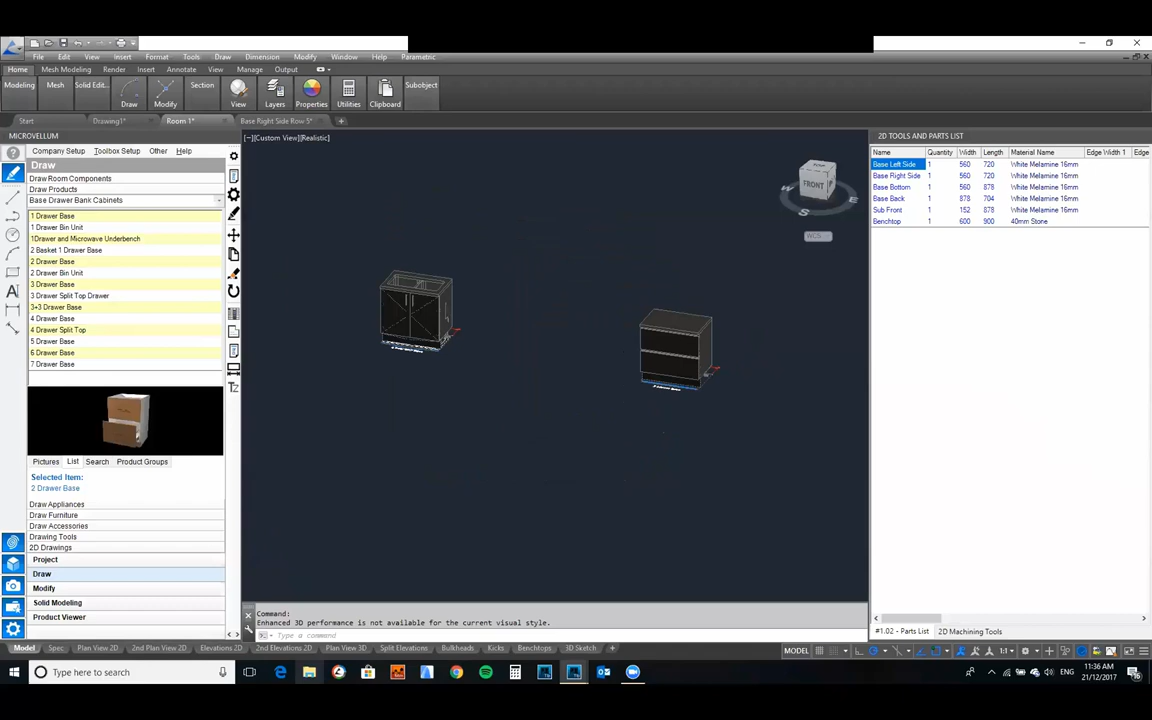 File Edit View Insert Format Tools Draw Dimension Modify Window Help Parametric
Home Mesh Modeling Render Insert Annotate View Manage Output
Modeling Mesh Solid Edit... Draw Modify Section View Layers Properties Utilities Clipboard Subobject
Start Drawing1* Room 1* Base Right Side Row 5*
MICROVELLUM
Company Setup Toolbox Setup Other Help
Draw
Draw Room Components
Draw Products
Base Drawer Bank Cabinets
1 Drawer Base
1 Drawer Bin Unit
1Drawer and Microwave Underbench
2 Basket 1 Drawer Base
2 Drawer Base
2 Drawer Bin Unit
3 Drawer Base
3 Drawer Split Top Drawer
3+3 Drawer Base
4 Drawer Base
4 Drawer Split Top
5 Drawer Base
6 Drawer Base
7 Drawer Base
Pictures List Search Product Groups
Selected Item:
2 Drawer Base
Draw Appliances
Draw Furniture
Draw Accessories
Drawing Tools
2D Drawings
Project
Draw
Modify
Solid Modeling
Product Viewer
[−][Custom View][Realistic]
FRONT
W S E
WCS
2D TOOLS AND PARTS LIST
Name Quantity Width Length Material Name Edge Width 1 Edge
Base Left Side 1 560 720 White Melamine 16mm
Base Right Side 1 560 720 White Melamine 16mm
Base Bottom 1 560 878 White Melamine 16mm
Base Back 1 878 704 White Melamine 16mm
Sub Front 1 152 878 White Melamine 16mm
Benchtop 1 600 900 40mm Stone
#1.02 - Parts List 2D Machining Tools
Command:
Enhanced 3D performance is not available for the current visual style.
Type a command
Model Spec Plan View 2D 2nd Plan View 2D Elevations 2D 2nd Elevations 2D Plan View 3D Split Elevations Bulkheads Kicks Benchtops 3D Sketch
MODEL 1:1
Type here to search
ENG
11:36 AM
21/12/2017